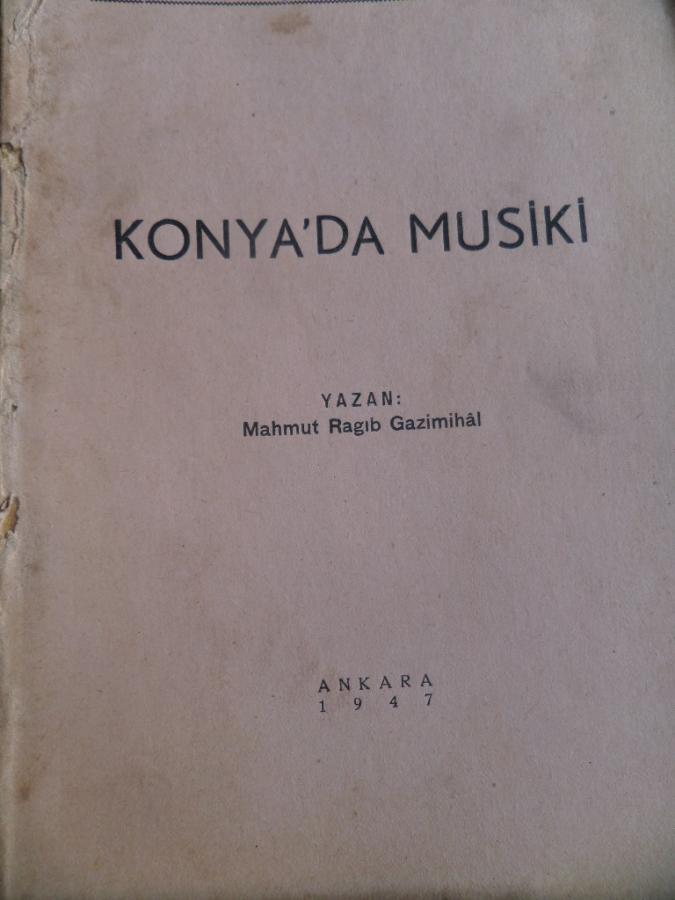 KONYA'DA MUSİKİ
YAZAN:
Mahmut Ragıb Gazimihâl
ANKARA
1947